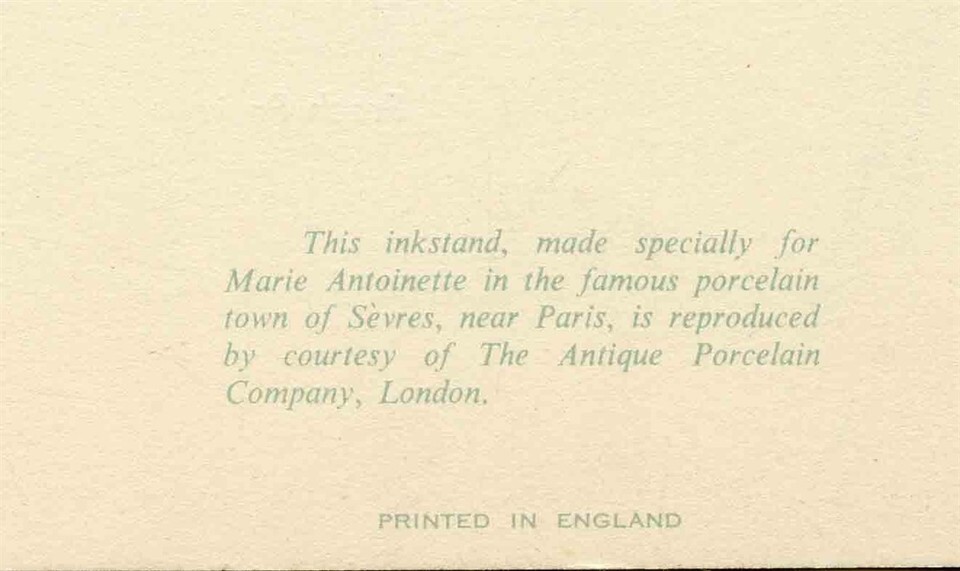 This inkstand, made specially for
Marie Antoinette in the famous porcelain
town of Sèvres, near Paris, is reproduced
by courtesy of The Antique Porcelain
Company, London.
PRINTED IN ENGLAND